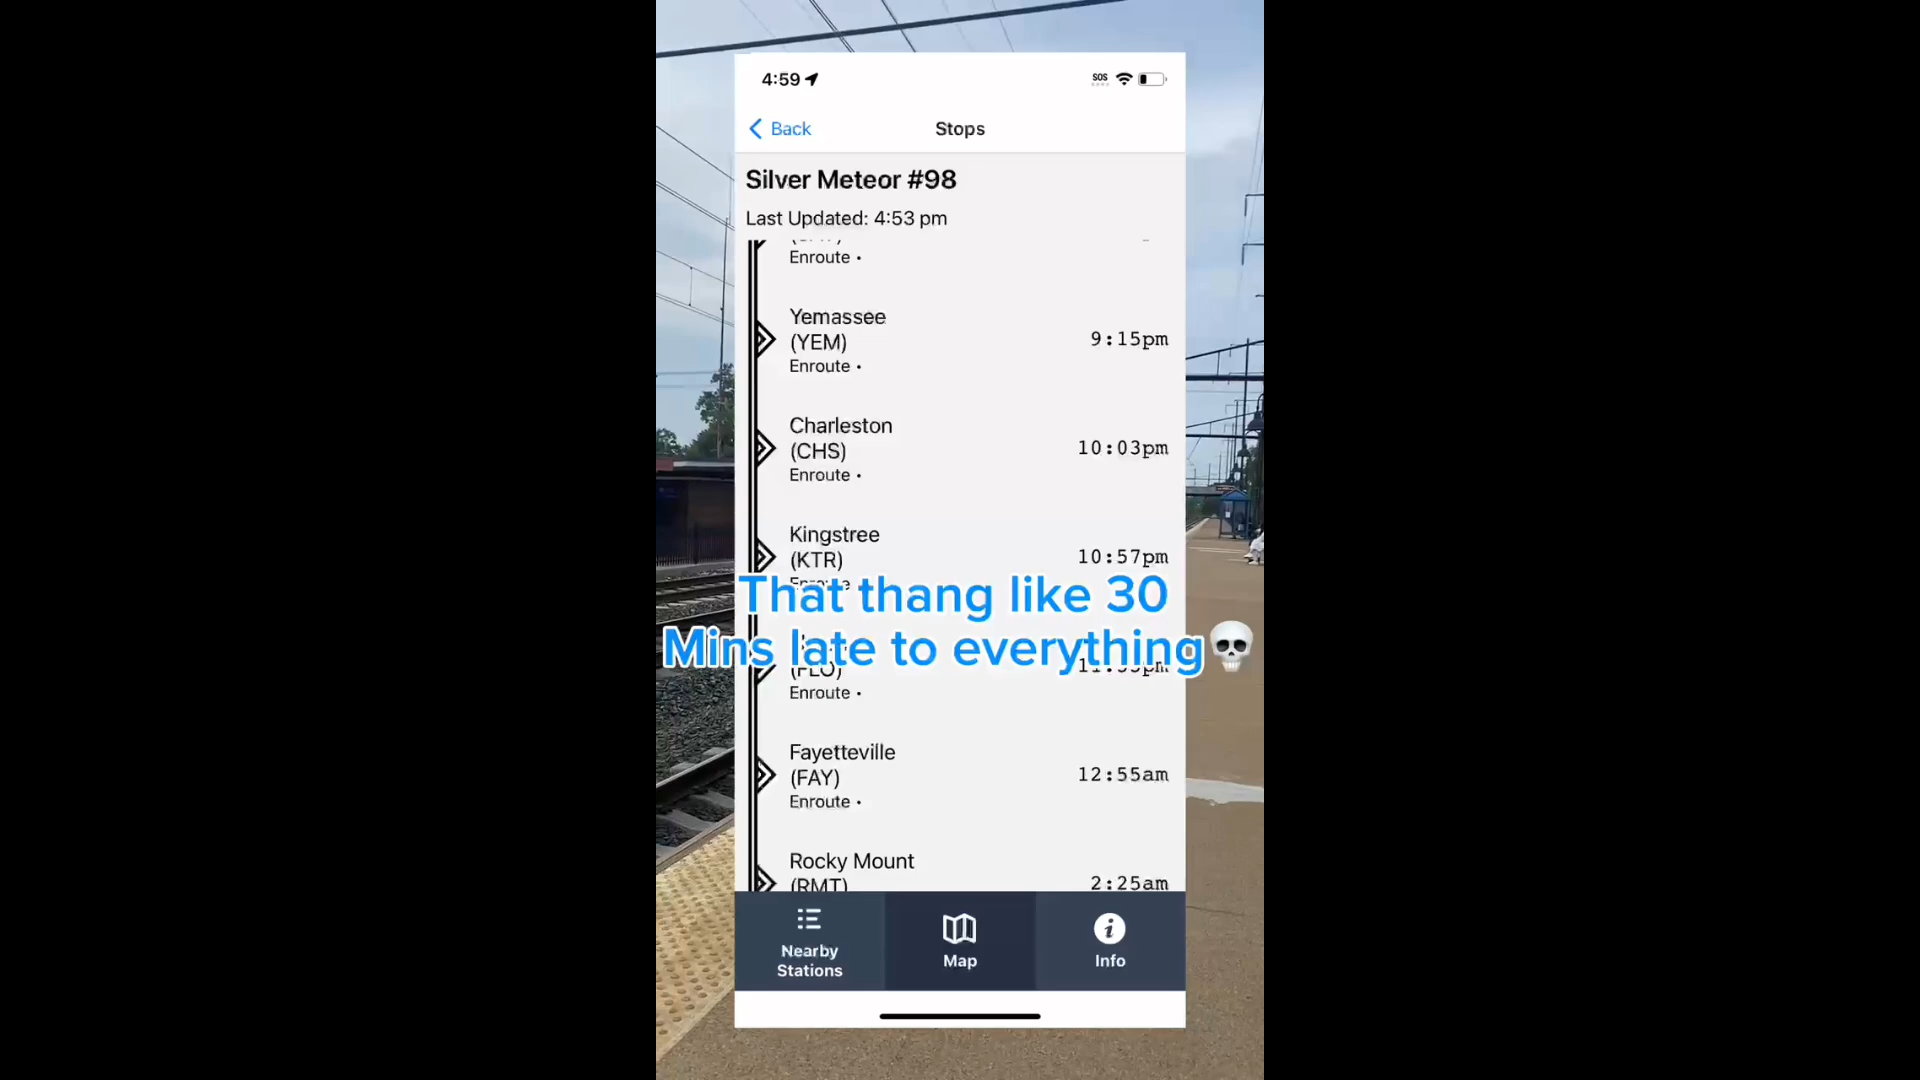 4:59
SOS
Back
Stops
Silver Meteor #98
Last Updated: 4:53 pm
Enroute •
Yemassee
(YEM)
9:15pm
Enroute •
Charleston
(CHS)
10:03pm
Enroute •
Kingstree
(KTR)
10:57pm
Enroute
That thang like 30
Mins late to everything💀
(FLO)
Enroute •
Fayetteville
(FAY)
12:55am
Enroute •
Rocky Mount
(RMT)
2:25am
Nearby
Stations
Map
Info